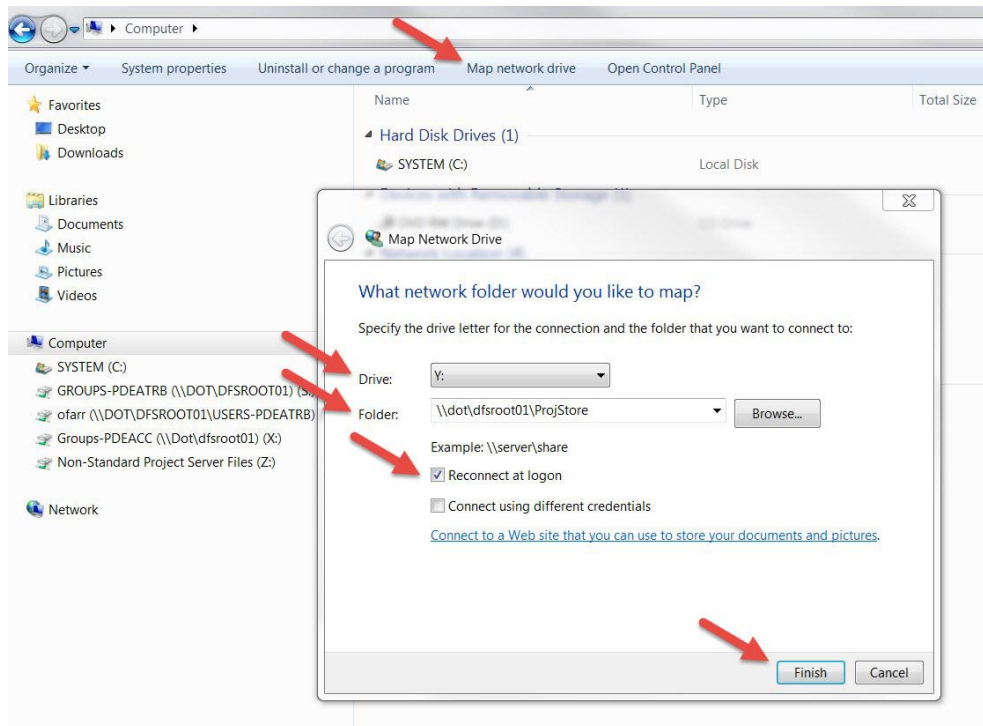 Computer
Organize System properties Uninstall or change a program Map network drive Open Control Panel
Name Type Total Size
Favorites
Desktop
Downloads
Libraries
Documents
Music
Pictures
Videos
Computer
SYSTEM (C:)
GROUPS-PDEATRB (\\DOT\DFSROOT01) (S:
ofarr (\\DOT\DFSROOT01\USERS-PDEATRB)
Groups-PDEACC (\\Dot\dfsroot01) (X:)
Non-Standard Project Server Files (Z:)
Network
Hard Disk Drives (1)
SYSTEM (C:) Local Disk
Map Network Drive
What network folder would you like to map?
Specify the drive letter for the connection and the folder that you want to connect to:
Drive: Y:
Folder: \\dot\dfsroot01\ProjStore Browse...
Example: \\server\share
Reconnect at logon
Connect using different credentials
Connect to a Web site that you can use to store your documents and pictures.
Finish Cancel